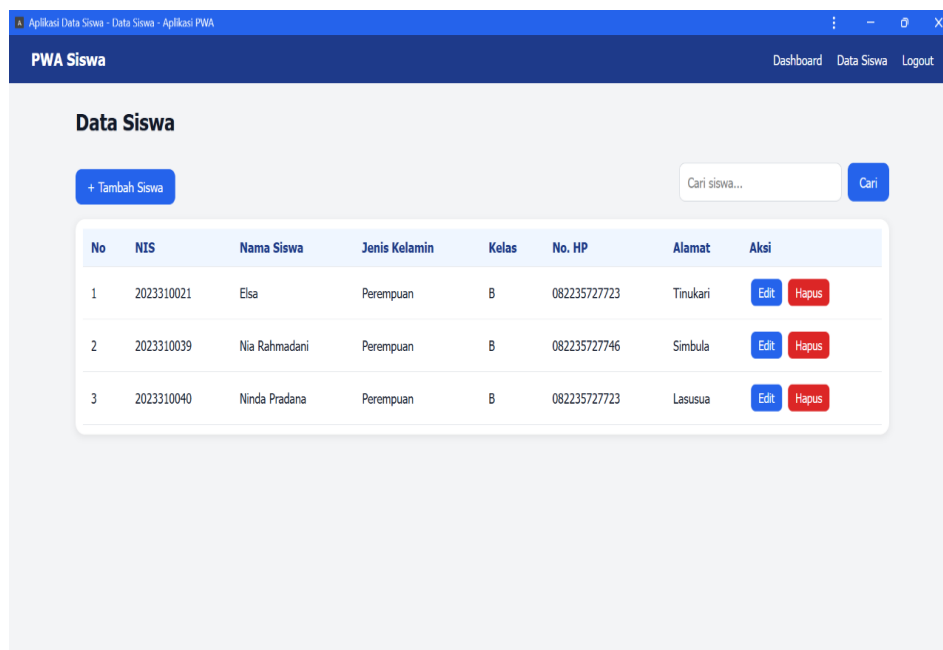 Aplikasi Data Siswa - Data Siswa - Aplikasi PWA
PWA Siswa Dashboard Data Siswa Logout
Data Siswa
+ Tambah Siswa Cari siswa... Cari
No NIS Nama Siswa Jenis Kelamin Kelas No. HP Alamat Aksi
1 2023310021 Elsa Perempuan B 082235727723 Tinukari Edit Hapus
2 2023310039 Nia Rahmadani Perempuan B 082235727746 Simbula Edit Hapus
3 2023310040 Ninda Pradana Perempuan B 082235727723 Lasusua Edit Hapus